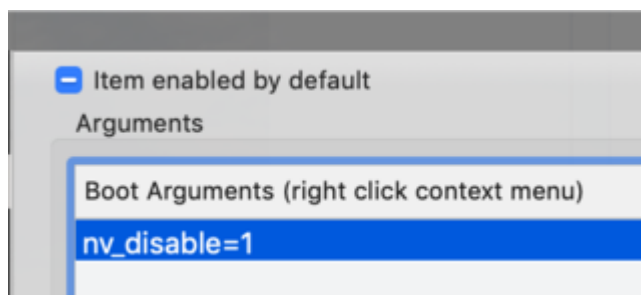 Item enabled by default
Arguments
Boot Arguments (right click context menu)
nv_disable=1